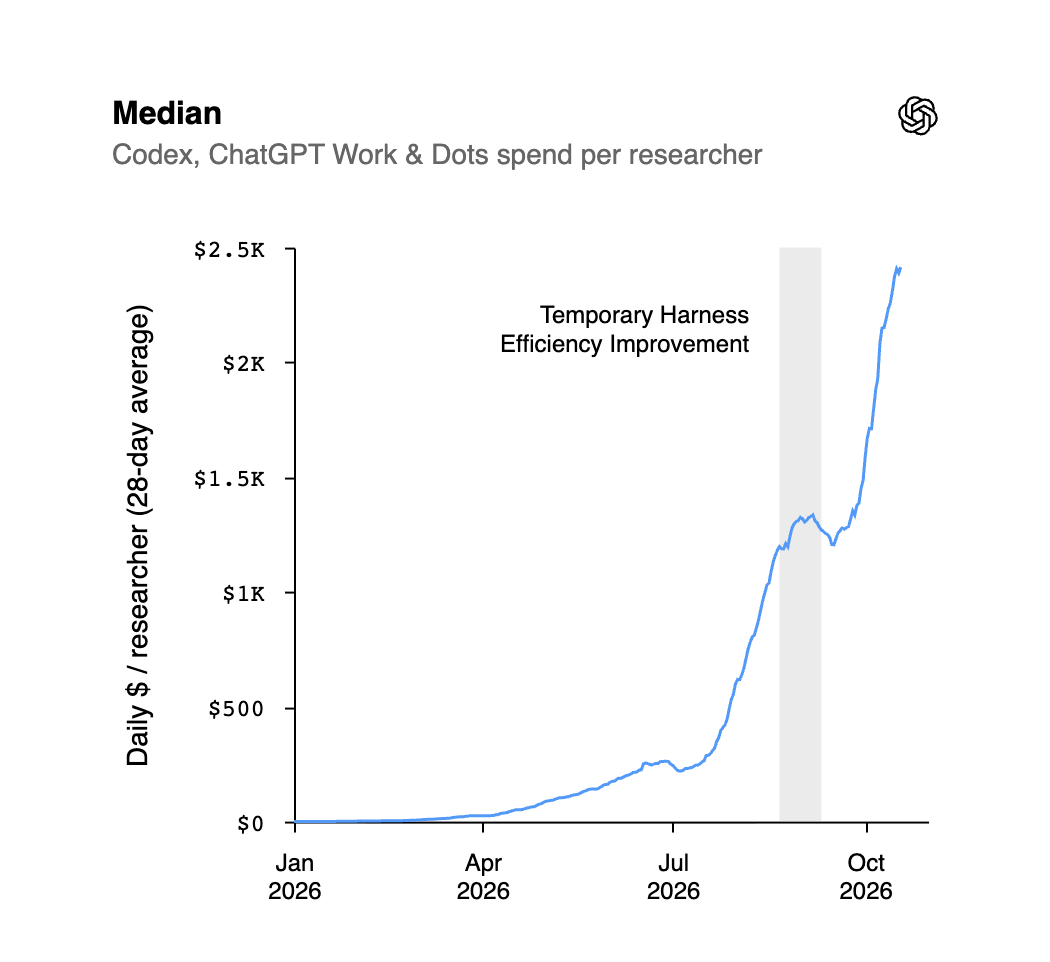 Median
Codex, ChatGPT Work & Dots spend per researcher
Daily $ / researcher (28-day average)
$2.5K
$2K
$1.5K
$1K
$500
$0
Temporary Harness
Efficiency Improvement
Jan
2026
Apr
2026
Jul
2026
Oct
2026